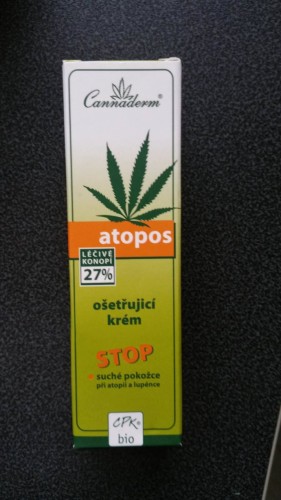 Cannaderm®
atopos
LÉČIVÉ
KONOPÍ
27%
ošetřující
krém
STOP
suché pokožce
při atopii a lupénce
CPK®
bio